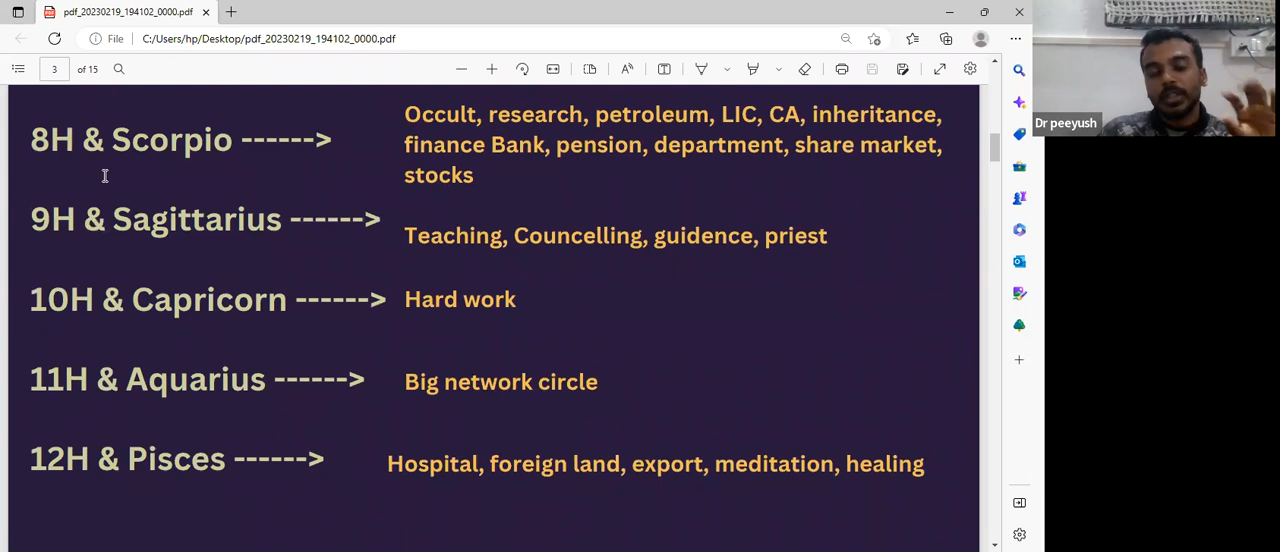 pdf_20230219_194102_0000.pdf
File C:/Users/hp/Desktop/pdf_20230219_194102_0000.pdf
3 of 15
8H & Scorpio ------>
Occult, research, petroleum, LIC, CA, inheritance,
finance Bank, pension, department, share market,
stocks
9H & Sagittarius ------>
Teaching, Councelling, guidence, priest
10H & Capricorn ------>
Hard work
11H & Aquarius ------>
Big network circle
12H & Pisces ------>
Hospital, foreign land, export, meditation, healing
Dr peeyush